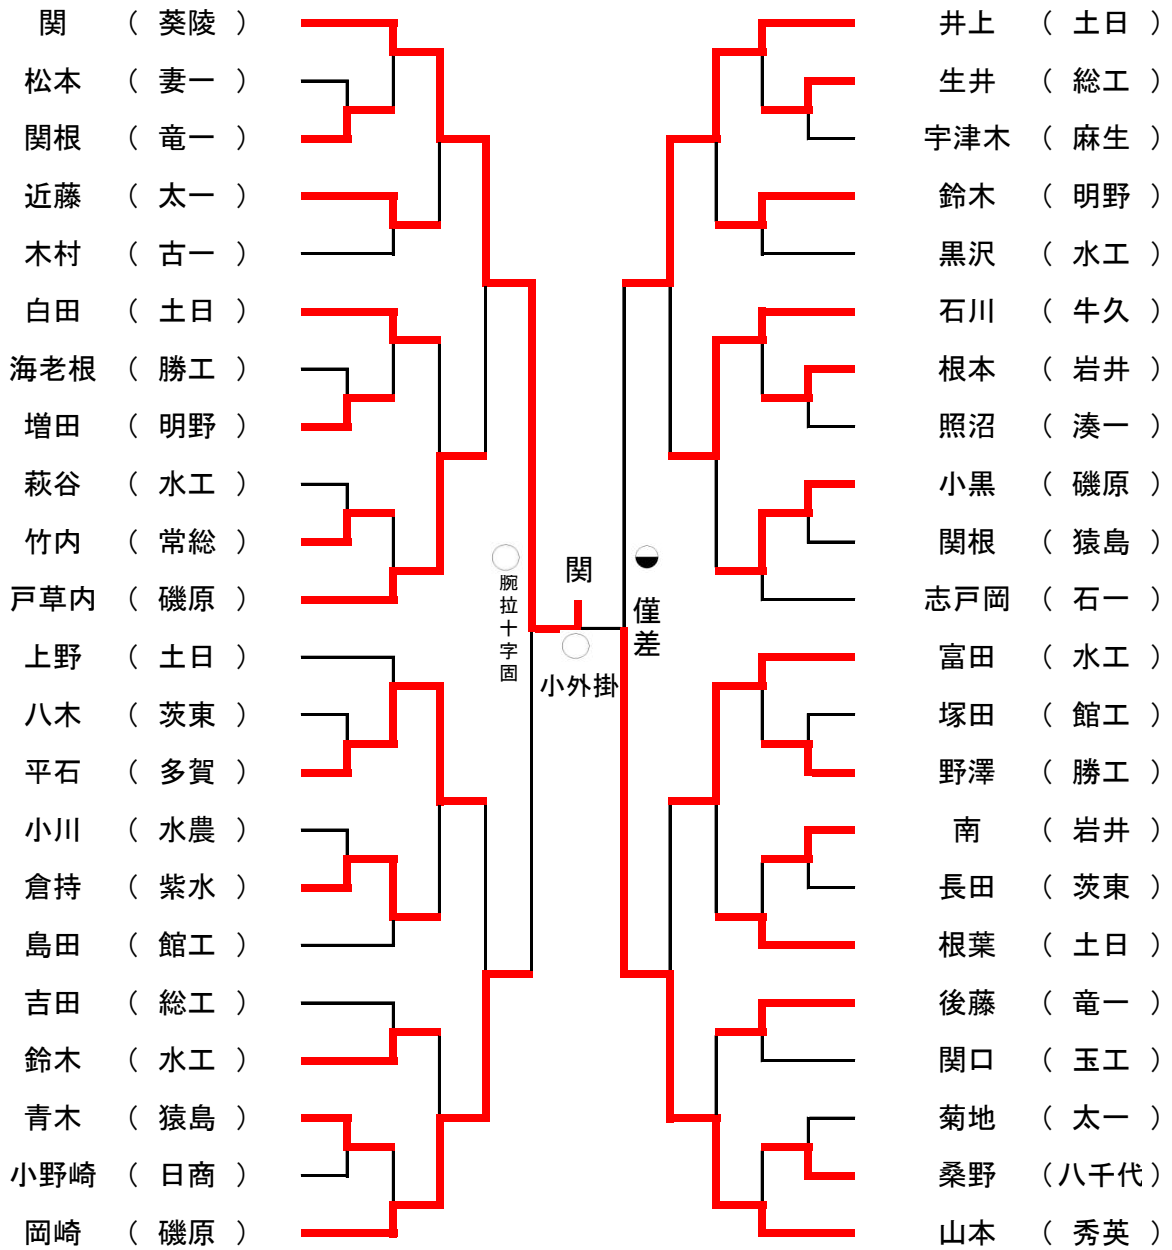 関 （ 葵陵 ）
松本 （ 妻一 ）
関根 （ 竜一 ）
近藤 （ 太一 ）
木村 （ 古一 ）
白田 （ 土日 ）
海老根 （ 勝工 ）
増田 （ 明野 ）
萩谷 （ 水工 ）
竹内 （ 常総 ）
戸草内 （ 磯原 ）
上野 （ 土日 ）
八木 （ 茨東 ）
平石 （ 多賀 ）
小川 （ 水農 ）
倉持 （ 紫水 ）
島田 （ 館工 ）
吉田 （ 総工 ）
鈴木 （ 水工 ）
青木 （ 猿島 ）
小野崎 （ 日商 ）
岡崎 （ 磯原 ）
腕拉十字固
関
小外掛
僅差
井上 （ 土日 ）
生井 （ 総工 ）
宇津木 （ 麻生 ）
鈴木 （ 明野 ）
黒沢 （ 水工 ）
石川 （ 牛久 ）
根本 （ 岩井 ）
照沼 （ 湊一 ）
小黒 （ 磯原 ）
関根 （ 猿島 ）
志戸岡 （ 石一 ）
富田 （ 水工 ）
塚田 （ 館工 ）
野澤 （ 勝工 ）
南 （ 岩井 ）
長田 （ 茨東 ）
根葉 （ 土日 ）
後藤 （ 竜一 ）
関口 （ 玉工 ）
菊地 （ 太一 ）
桑野 （八千代）
山本 （ 秀英 ）